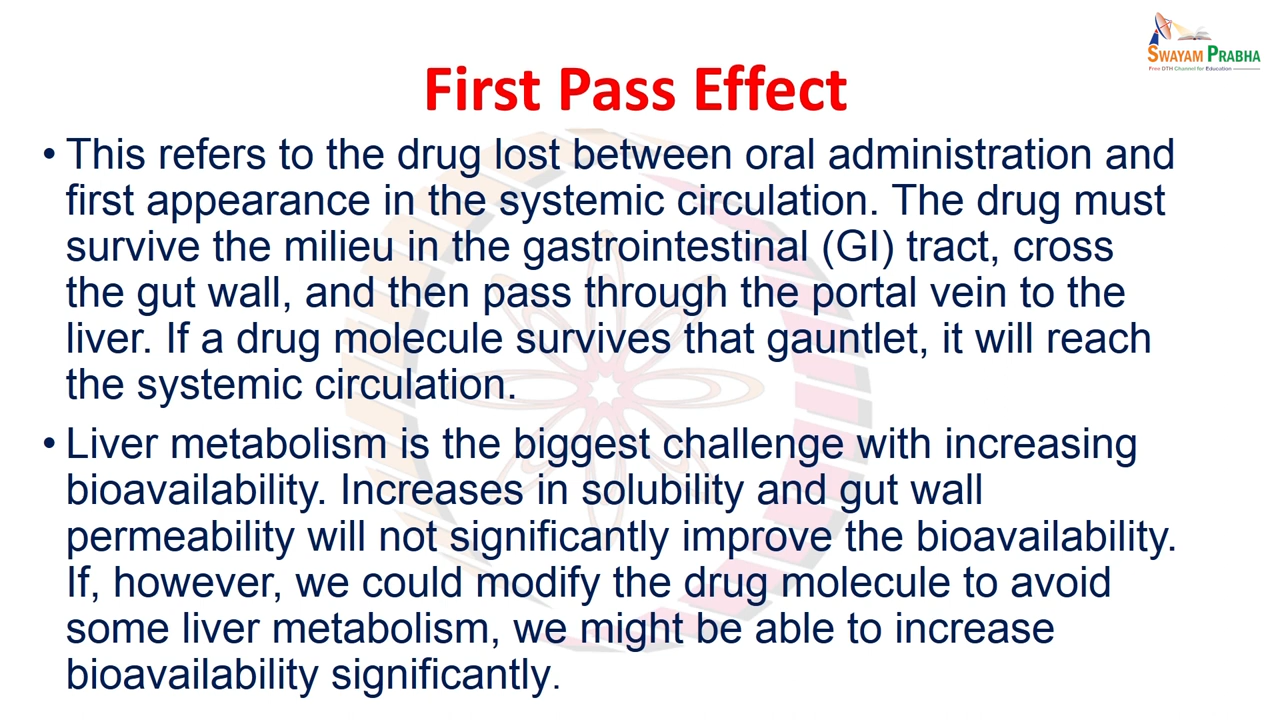 SWAYAM PRABHA
Free DTH Channel for Education
First Pass Effect
• This refers to the drug lost between oral administration and
first appearance in the systemic circulation. The drug must
survive the milieu in the gastrointestinal (GI) tract, cross
the gut wall, and then pass through the portal vein to the
liver. If a drug molecule survives that gauntlet, it will reach
the systemic circulation.
• Liver metabolism is the biggest challenge with increasing
bioavailability. Increases in solubility and gut wall
permeability will not significantly improve the bioavailability.
If, however, we could modify the drug molecule to avoid
some liver metabolism, we might be able to increase
bioavailability significantly.